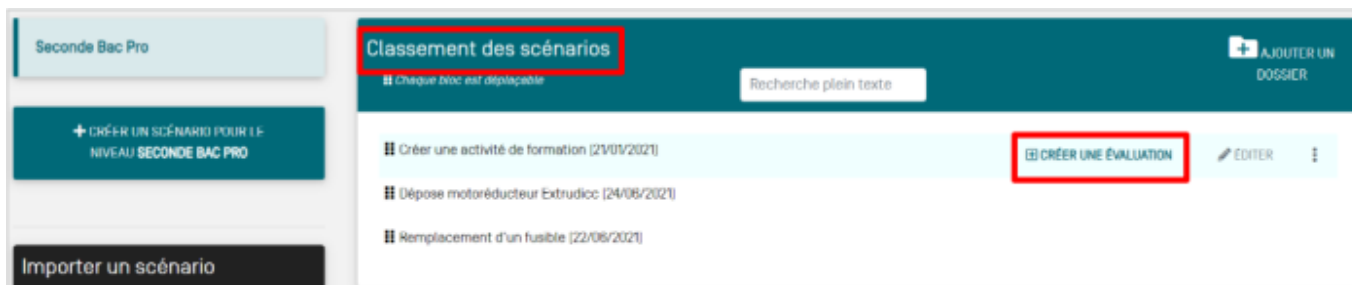 Seconde Bac Pro
+ CRÉER UN SCÉNARIO POUR LE
NIVEAU SECONDE BAC PRO
Importer un scénario
Classement des scénarios
Chaque bloc est déplaçable
Recherche plein texte
AJOUTER UN
DOSSIER
Créer une activité de formation (21/01/2021)
CRÉER UNE ÉVALUATION
ÉDITER
Dépose motoréducteur Extrudicc (24/06/2021)
Remplacement d'un fusible (22/06/2021)